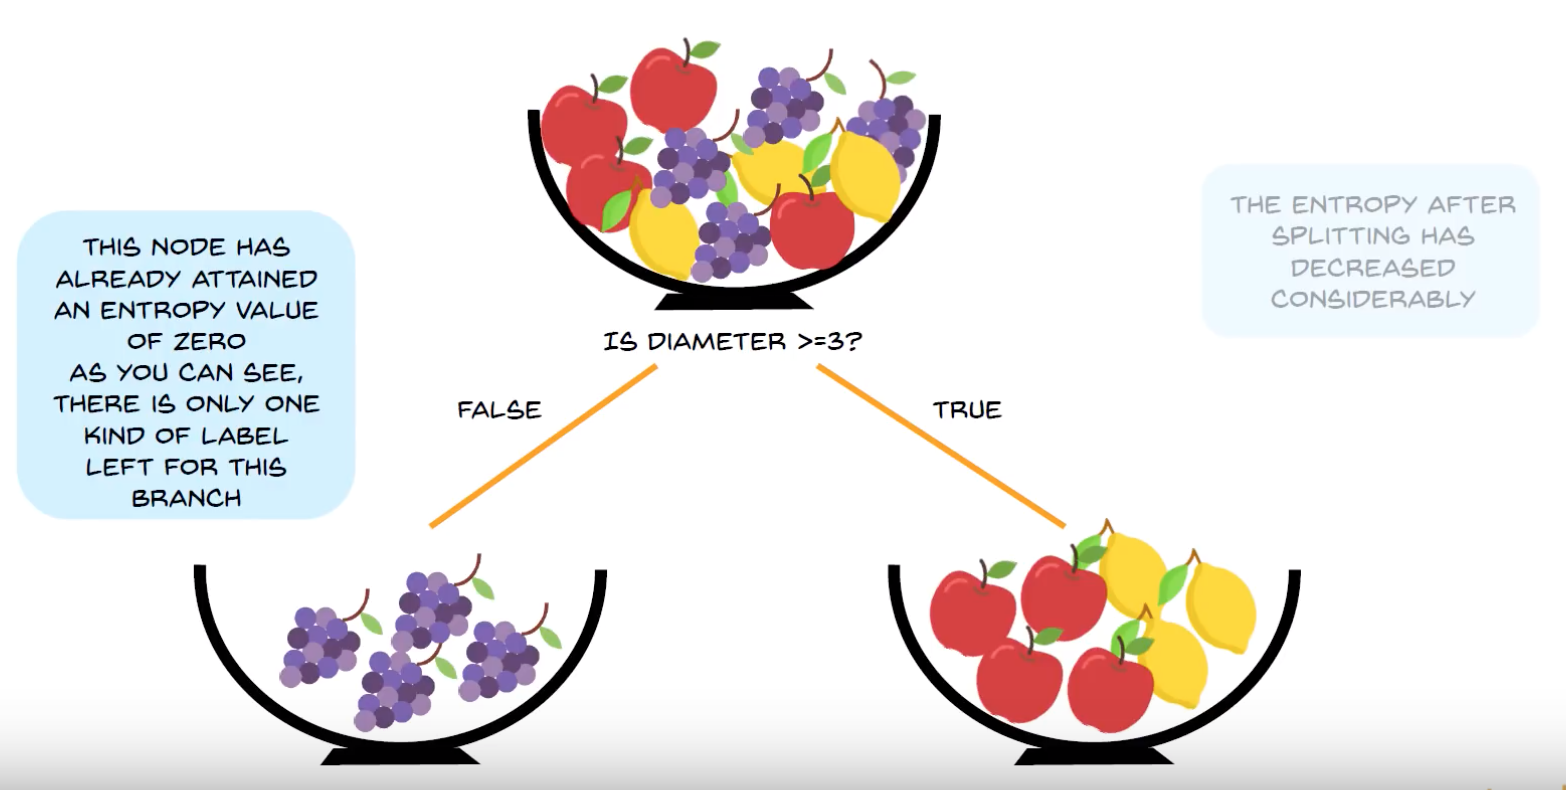 THIS NODE HAS
ALREADY ATTAINED
AN ENTROPY VALUE
OF ZERO
AS YOU CAN SEE,
THERE IS ONLY ONE
KIND OF LABEL
LEFT FOR THIS
BRANCH
THE ENTROPY AFTER
SPLITTING HAS
DECREASED
CONSIDERABLY
IS DIAMETER >=3?
FALSE
TRUE